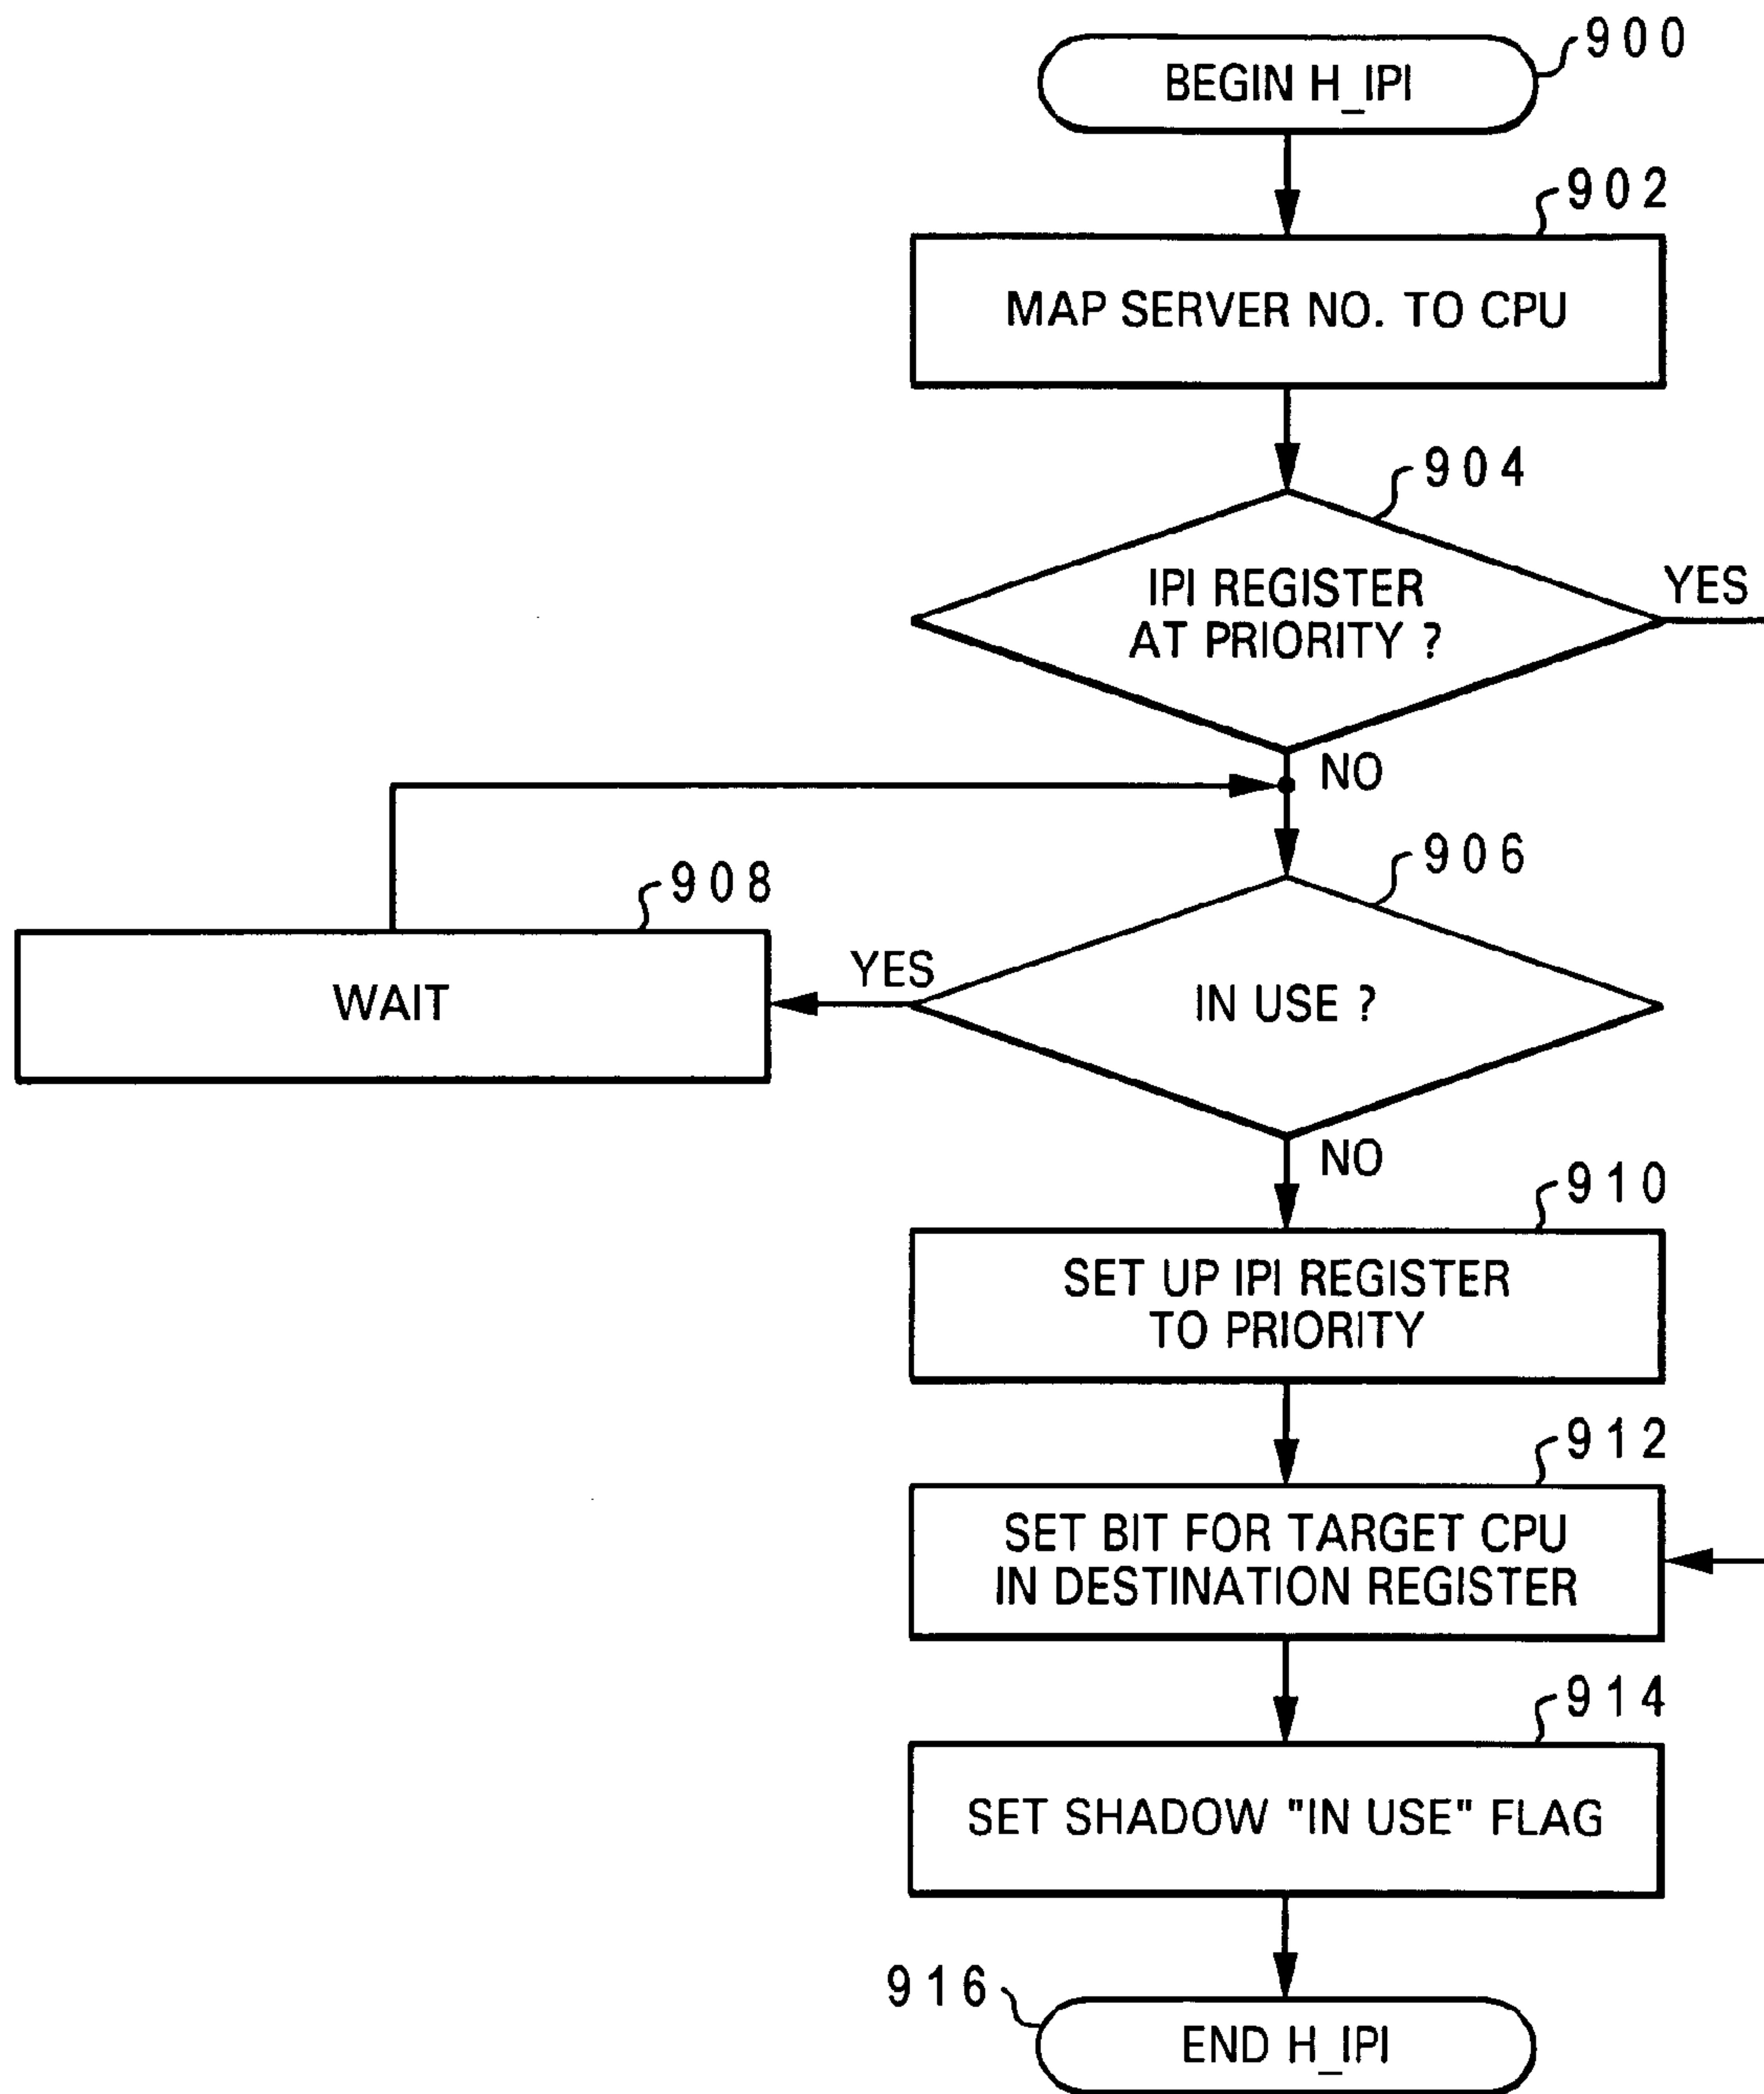 900
BEGIN H_IPI
902
MAP SERVER NO. TO CPU
904
IPI REGISTER
AT PRIORITY ?
YES
NO
906
908
YES
WAIT
IN USE ?
NO
910
SET UP IPI REGISTER
TO PRIORITY
912
SET BIT FOR TARGET CPU
IN DESTINATION REGISTER
914
SET SHADOW "IN USE" FLAG
916
END H_IPI